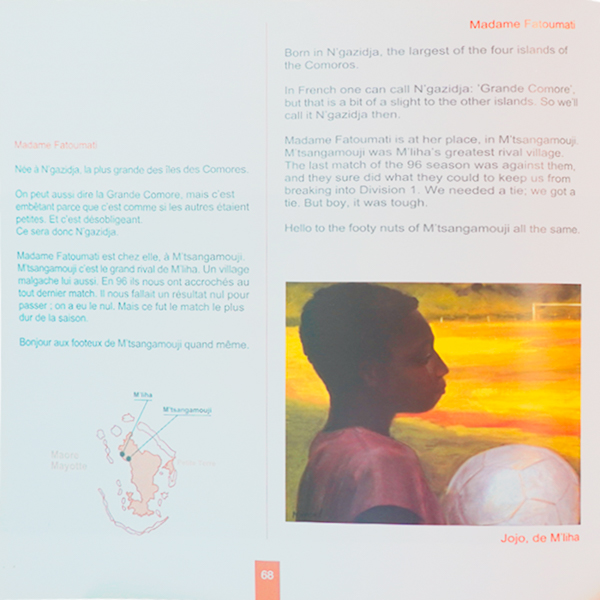 Madame Fatoumati
Née à N'gazidja, la plus grande des îles des Comores.
On peut aussi dire la Grande Comore, mais c'est
embêtant parce que c'est comme si les autres étaient
petites. Et c'est désobligeant.
Ce sera donc N'gazidja.
Madame Fatoumati est chez elle, à M'tsangamouji.
M'tsangamouji c'est le grand rival de M'liha. Un village
malgache lui aussi. En 96 ils nous ont accrochés au
tout dernier match. Il nous fallait un résultat nul pour
passer ; on a eu le nul. Mais ce fut le match le plus
dur de la saison.
Bonjour aux footeux de M'tsangamouji quand même.
M'liha
M'tsangamouji
Mayotte
Madame Fatoumati
Born in N'gazidja, the largest of the four islands of
the Comoros.
In French one can call N'gazidja: 'Grande Comore',
but that is a bit of a slight to the other islands. So we'll
call it N'gazidja then.
Madame Fatoumati is at her place, in M'tsangamouji.
M'tsangamouji was M'liha's greatest rival village.
The last match of the 96 season was against them,
and they sure did what they could to keep us from
breaking into Division 1. We needed a tie; we got a
tie. But boy, it was tough.
Hello to the footy nuts of M'tsangamouji all the same.
Jojo, de M'liha
68